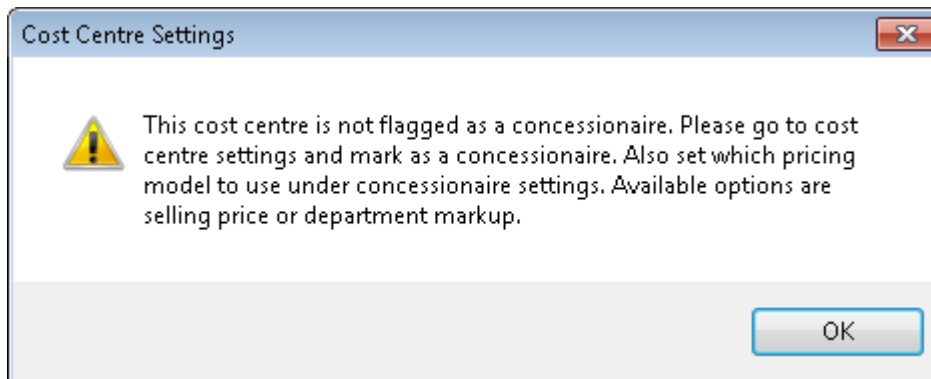 Cost Centre Settings
This cost centre is not flagged as a concessionaire. Please go to cost
centre settings and mark as a concessionaire. Also set which pricing
model to use under concessionaire settings. Available options are
selling price or department markup.
OK